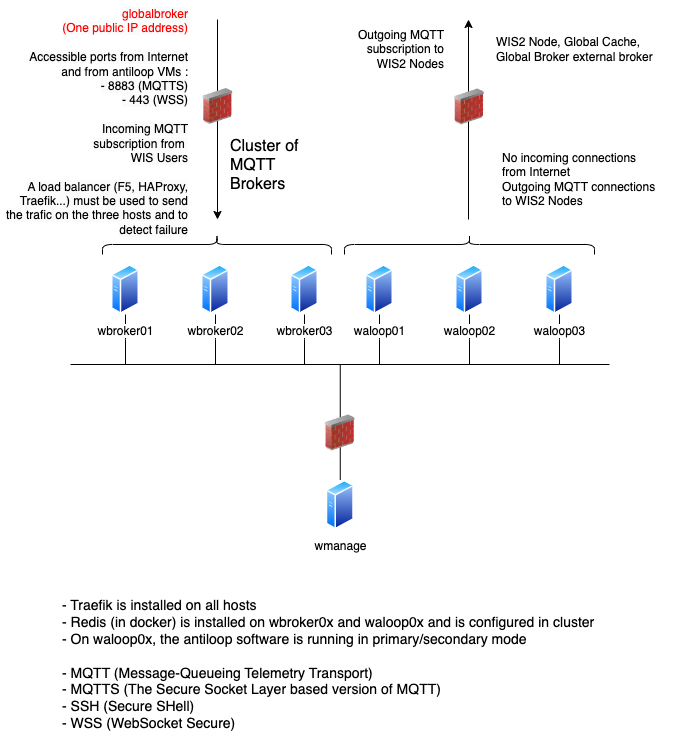 globalbroker
(One public IP address)
Accessible ports from Internet
and from antiloop VMs :
- 8883 (MQTTS)
- 443 (WSS)
Incoming MQTT
subscription from
WIS Users
A load balancer (F5, HAProxy,
Traefik...) must be used to send
the trafic on the three hosts and to
detect failure
Cluster of
MQTT
Brokers
Outgoing MQTT
subscription to
WIS2 Nodes
WIS2 Node, Global Cache,
Global Broker external broker
No incoming connections
from Internet
Outgoing MQTT connections
to WIS2 Nodes
wbroker01
wbroker02
wbroker03
waloop01
waloop02
waloop03
wmanage
- Traefik is installed on all hosts
- Redis (in docker) is installed on wbroker0x and waloop0x and is configured in cluster
- On waloop0x, the antiloop software is running in primary/secondary mode
- MQTT (Message-Queueing Telemetry Transport)
- MQTTS (The Secure Socket Layer based version of MQTT)
- SSH (Secure SHell)
- WSS (WebSocket Secure)